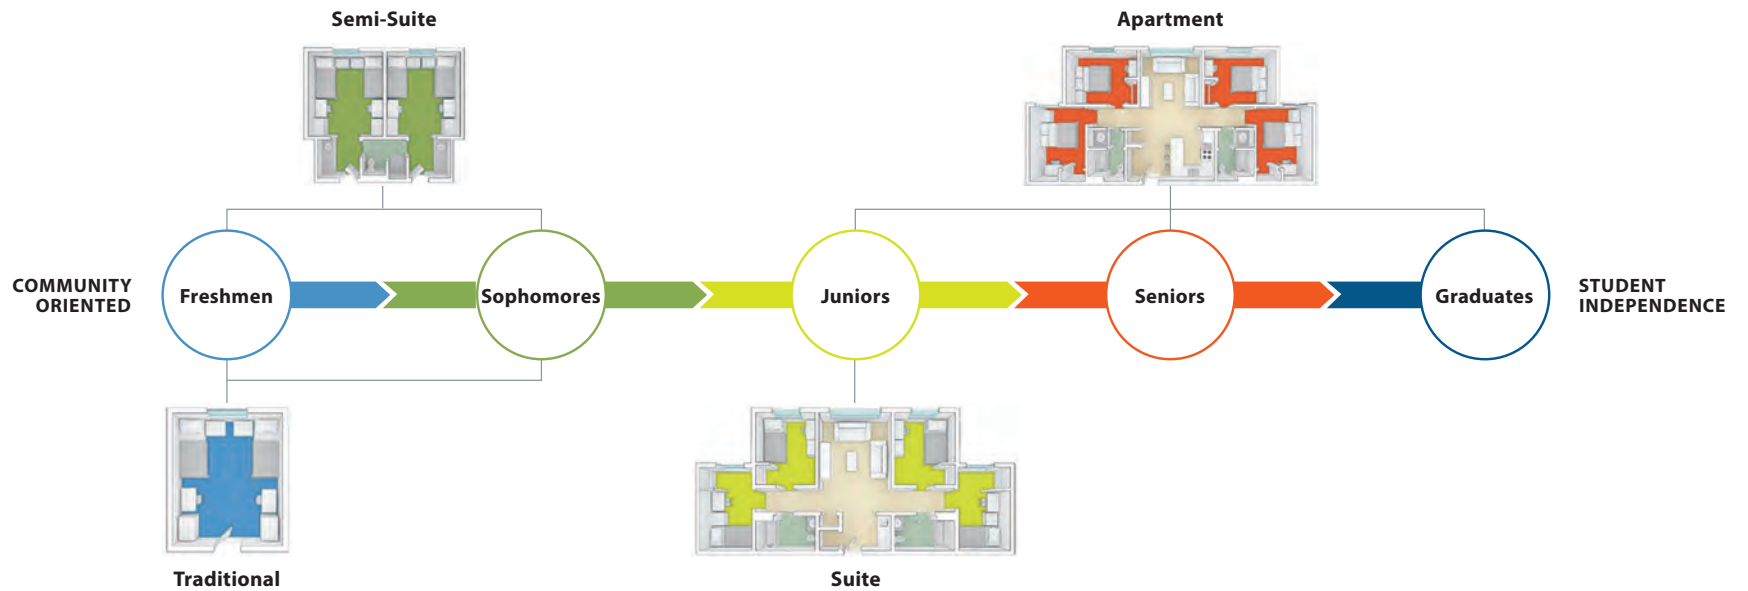 Semi-Suite
Apartment
COMMUNITY
ORIENTED
Freshmen
Sophomores
Juniors
Seniors
Graduates
STUDENT
INDEPENDENCE
Traditional
Suite